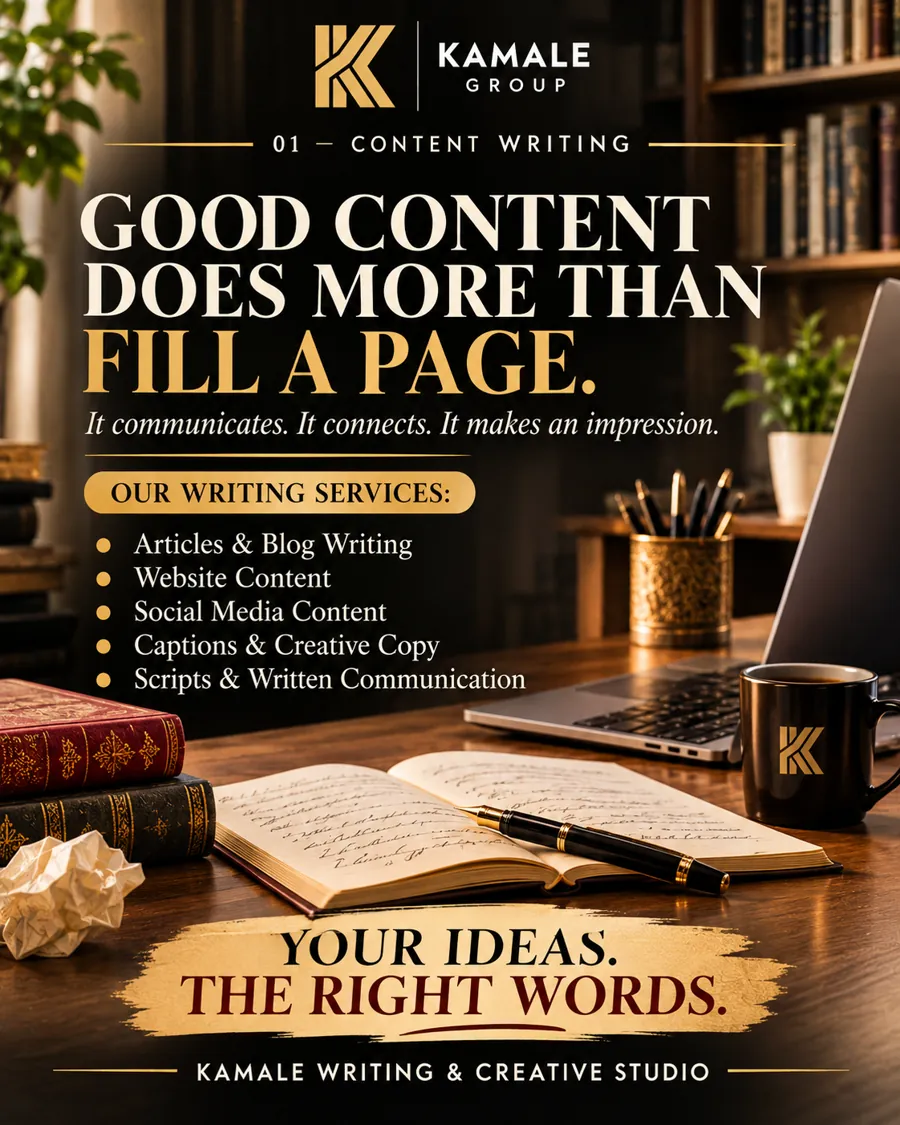 KAMALE
GROUP
01 — CONTENT WRITING
GOOD CONTENT
DOES MORE THAN
FILL A PAGE.
It communicates. It connects. It makes an impression.
OUR WRITING SERVICES:
Articles & Blog Writing
Website Content
Social Media Content
Captions & Creative Copy
Scripts & Written Communication
YOUR IDEAS.
THE RIGHT WORDS.
KAMALE WRITING & CREATIVE STUDIO